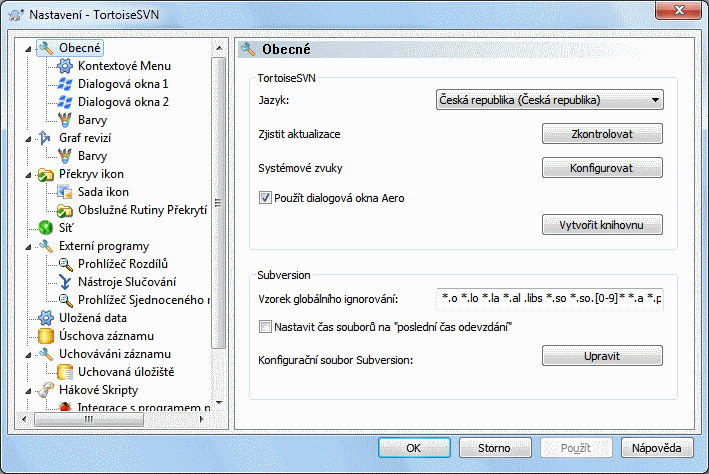 Nastavení - TortoiseSVN
Obecné
Kontextové Menu
Dialogová okna 1
Dialogová okna 2
Barvy
Graf revizí
Barvy
Překryv ikon
Sada ikon
Obslužné Rutiny Překrytí
Síť
Externí programy
Prohlížeč Rozdílů
Nástroje Slučování
Prohlížeč Sjednoceného
Uložená data
Úschova záznamu
Uchovávání záznamu
Uchovaná úložiště
Hákové Skripty
Integrace s programem
Obecné
TortoiseSVN
Jazyk:
Česká republika (Česká republika)
Zjistit aktualizace
Zkontrolovat
Systémové zvuky
Konfigurovat
Použít dialogová okna Aero
Vytvořit knihovnu
Subversion
Vzorek globálního ignorování:
*.o *.lo *.la *.al .libs *.so *.so.[0-9]* *.a
Nastavit čas souborů na "poslední čas odevzdání"
Konfigurační soubor Subversion:
Upravit
OK
Storno
Použít
Nápověda